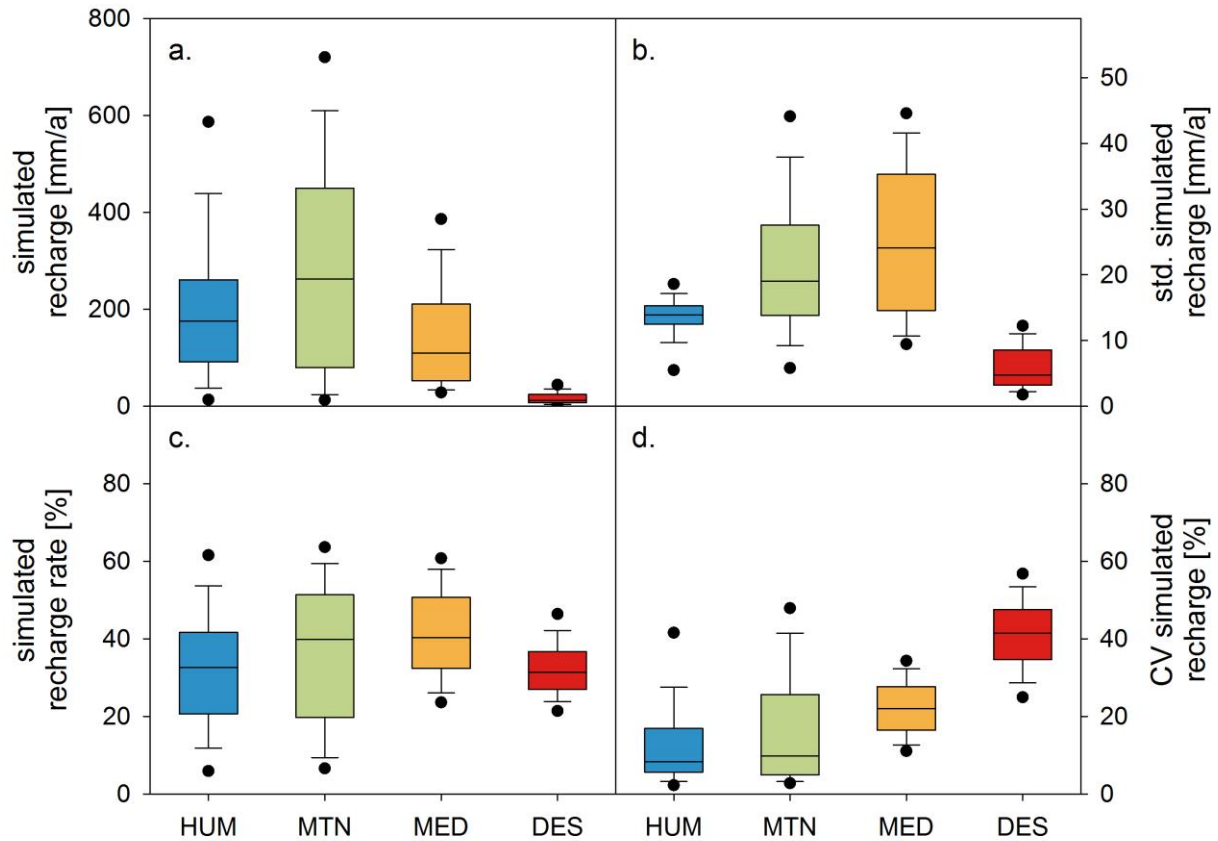 800
600
400
200
0
simulated
recharge [mm/a]
a.
b.
50
40
30
20
10
0
std. simulated
recharge [mm/a]
80
60
40
20
0
simulated
recharge rate [%]
c.
d.
80
60
40
20
0
CV simulated
recharge [%]
HUM MTN MED DES
HUM MTN MED DES